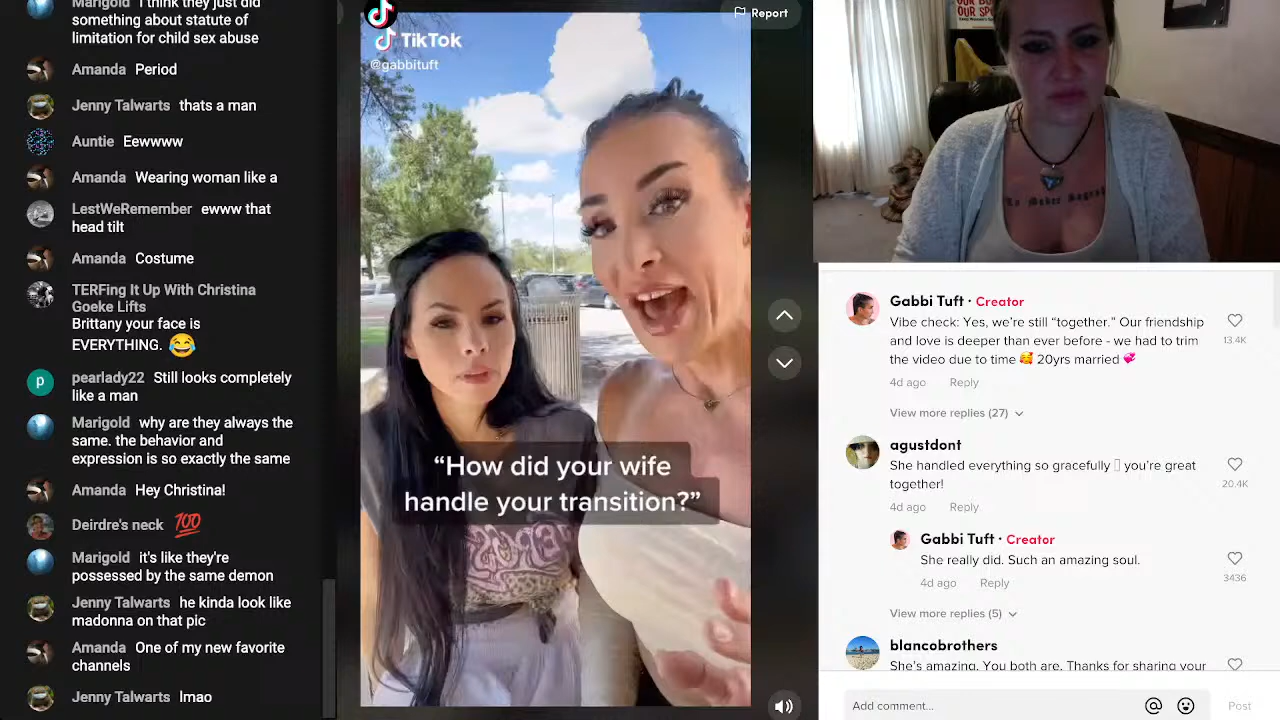 Marigold I think they just did
something about statute of
limitation for child sex abuse
Amanda Period
Jenny Talwarts thats a man
Auntie Eewwww
Amanda Wearing woman like a
LestWeRemember ewww that
head tilt
Amanda Costume
TERFing It Up With Christina
Goeke Lifts
Brittany your face is
EVERYTHING. 😂
p
pearlady22 Still looks completely
like a man
Marigold why are they always the
same. the behavior and
expression is so exactly the same
Amanda Hey Christina!
Deirdre's neck 💯
Marigold it's like they're
possessed by the same demon
Jenny Talwarts he kinda look like
madonna on that pic
Amanda One of my new favorite
channels
Jenny Talwarts lmao
TikTok
@gabbituft
Report
“How did your wife
handle your transition?”
OUR SP
Gabbi Tuft · Creator
Vibe check: Yes, we're still “together.” Our friendship
and love is deeper than ever before - we had to trim
the video due to time 🥰 20yrs married 💞
13.4K
4d ago Reply
View more replies (27)
agustdont
She handled everything so gracefully you're great
together!
20.4K
4d ago Reply
Gabbi Tuft · Creator
She really did. Such an amazing soul.
3436
4d ago Reply
View more replies (5)
blancobrothers
She's amazing. You both are. Thanks for sharing your
Add comment...
@
Post